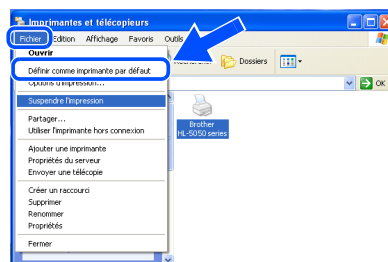 Imprimantes et télécopieurs
Fichier Edition Affichage Favoris Outils
Ouvrir
Dossiers
Définir comme imprimante par défaut
Options d'impression...
OK
Suspendre l'impression
Partager...
Utiliser l'imprimante hors connexion
Brother
HL-5050 series
Ajouter une imprimante
Propriétés du serveur
Envoyer une télécopie
Créer un raccourci
Supprimer
Renommer
Propriétés
Fermer